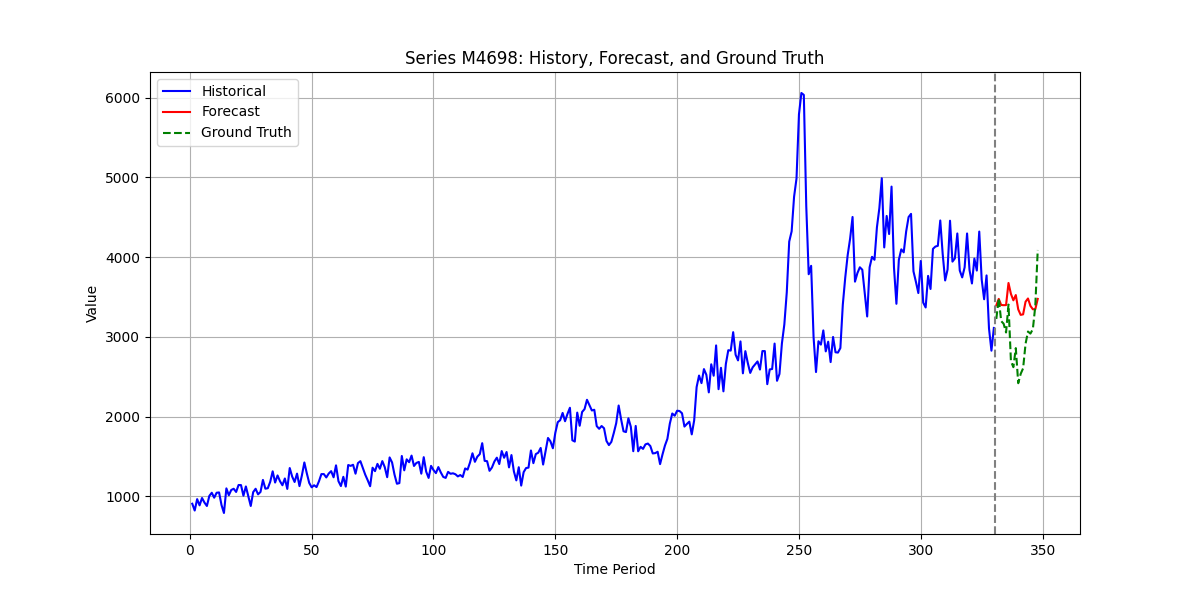 Series M4698: History, Forecast, and Ground Truth
Historical
Forecast
Ground Truth
Value
6000
5000
4000
3000
2000
1000
0 50 100 150 200 250 300 350
Time Period